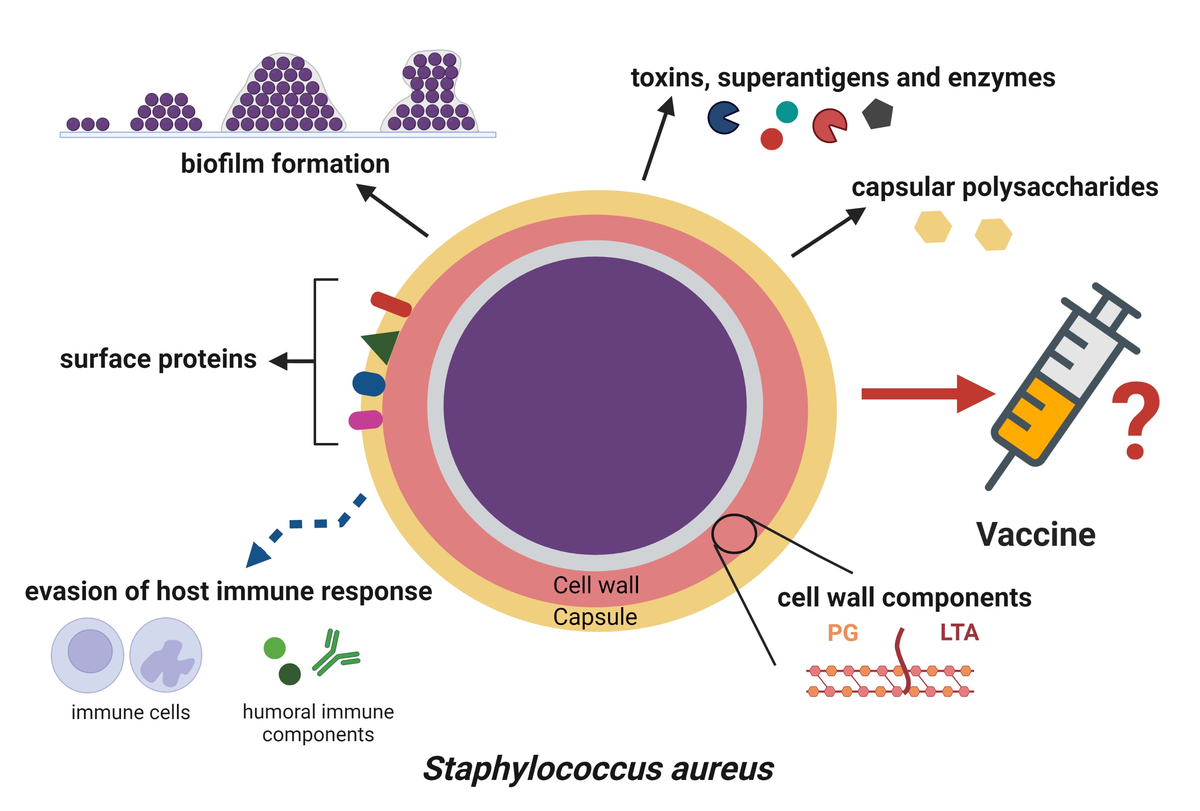 toxins, superantigens and enzymes
biofilm formation
capsular polysaccharides
surface proteins
?
Vaccine
Cell wall
Capsule
evasion of host immune response
immune cells
humoral immune
components
cell wall components
PG
LTA
Staphylococcus aureus